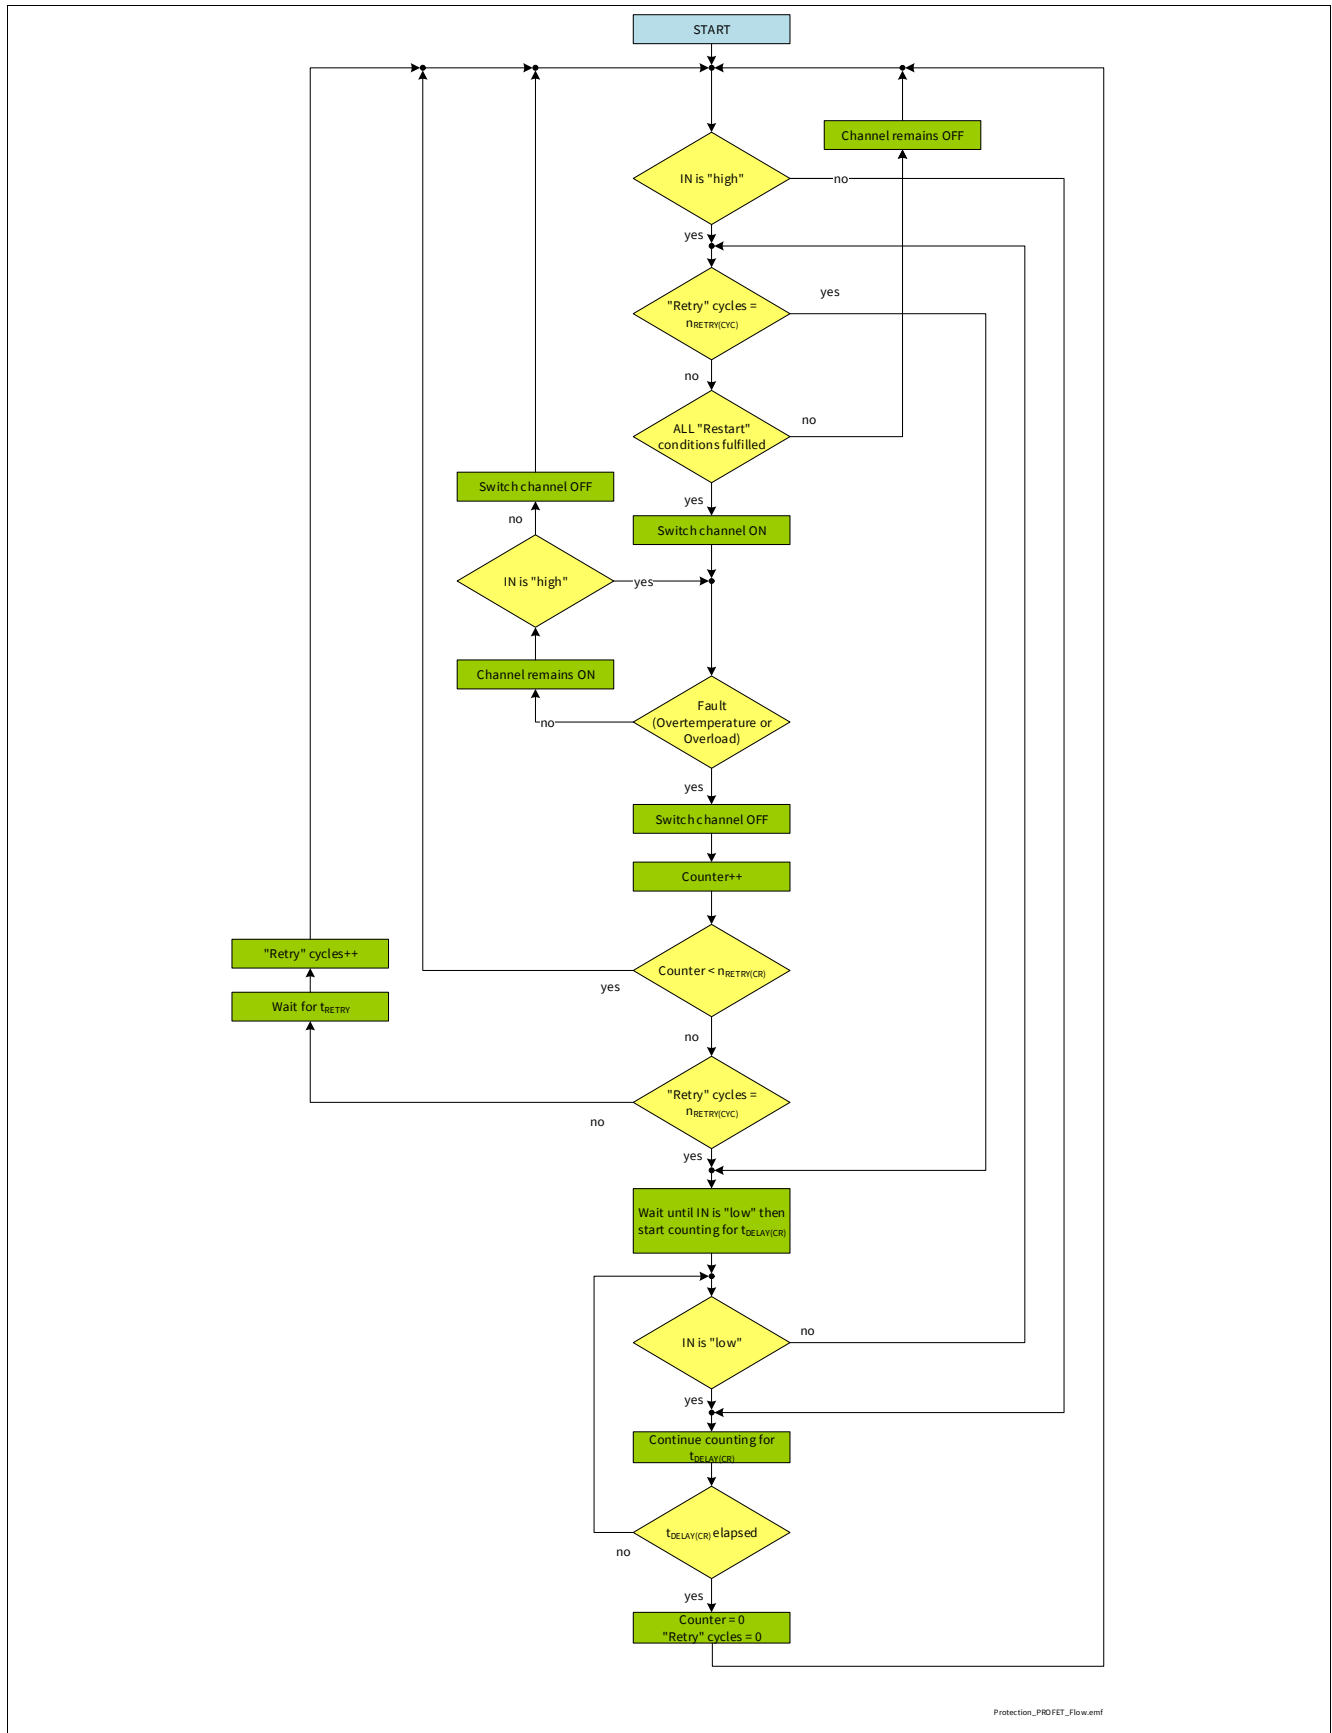 START
Channel remains OFF
IN is "high"
no
yes
"Retry" cycles =
nRETRY(CYC)
yes
no
ALL "Restart"
conditions fulfilled
no
yes
Switch channel OFF
no
Switch channel ON
IN is "high"
yes
Channel remains ON
Fault
(Overtemperature or
Overload)
no
yes
Switch channel OFF
Counter++
"Retry" cycles++
Counter < nRETRY(CR)
yes
Wait for tRETRY
no
"Retry" cycles =
nRETRY(CYC)
no
yes
Wait until IN is "low" then
start counting for tDELAY(CR)
IN is "low"
no
yes
Continue counting for
tDELAY(CR)
tDELAY(CR) elapsed
no
yes
Counter = 0
"Retry" cycles = 0
Protection_PROFET_Flow.emf